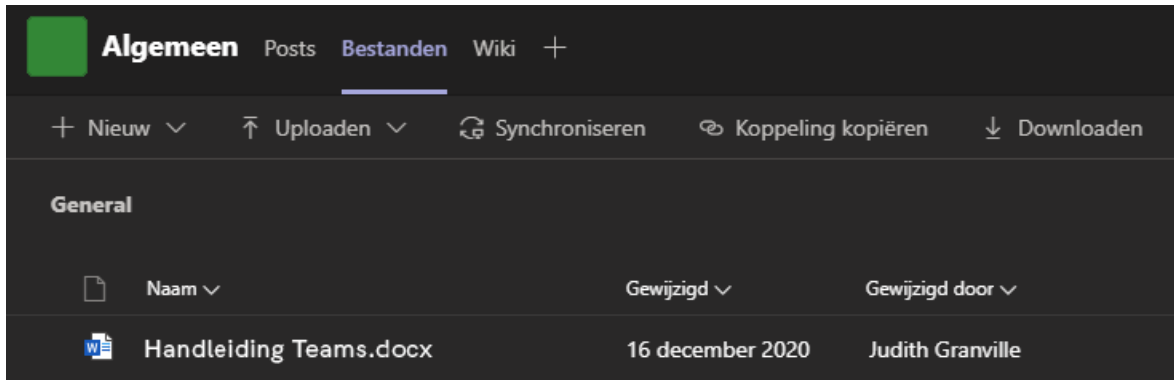 Algemeen Posts Bestanden Wiki
Nieuw Uploaden Synchroniseren Koppeling kopiëren Downloaden
General
Naam Gewijzigd Gewijzigd door
W Handleiding Teams.docx 16 december 2020 Judith Granville